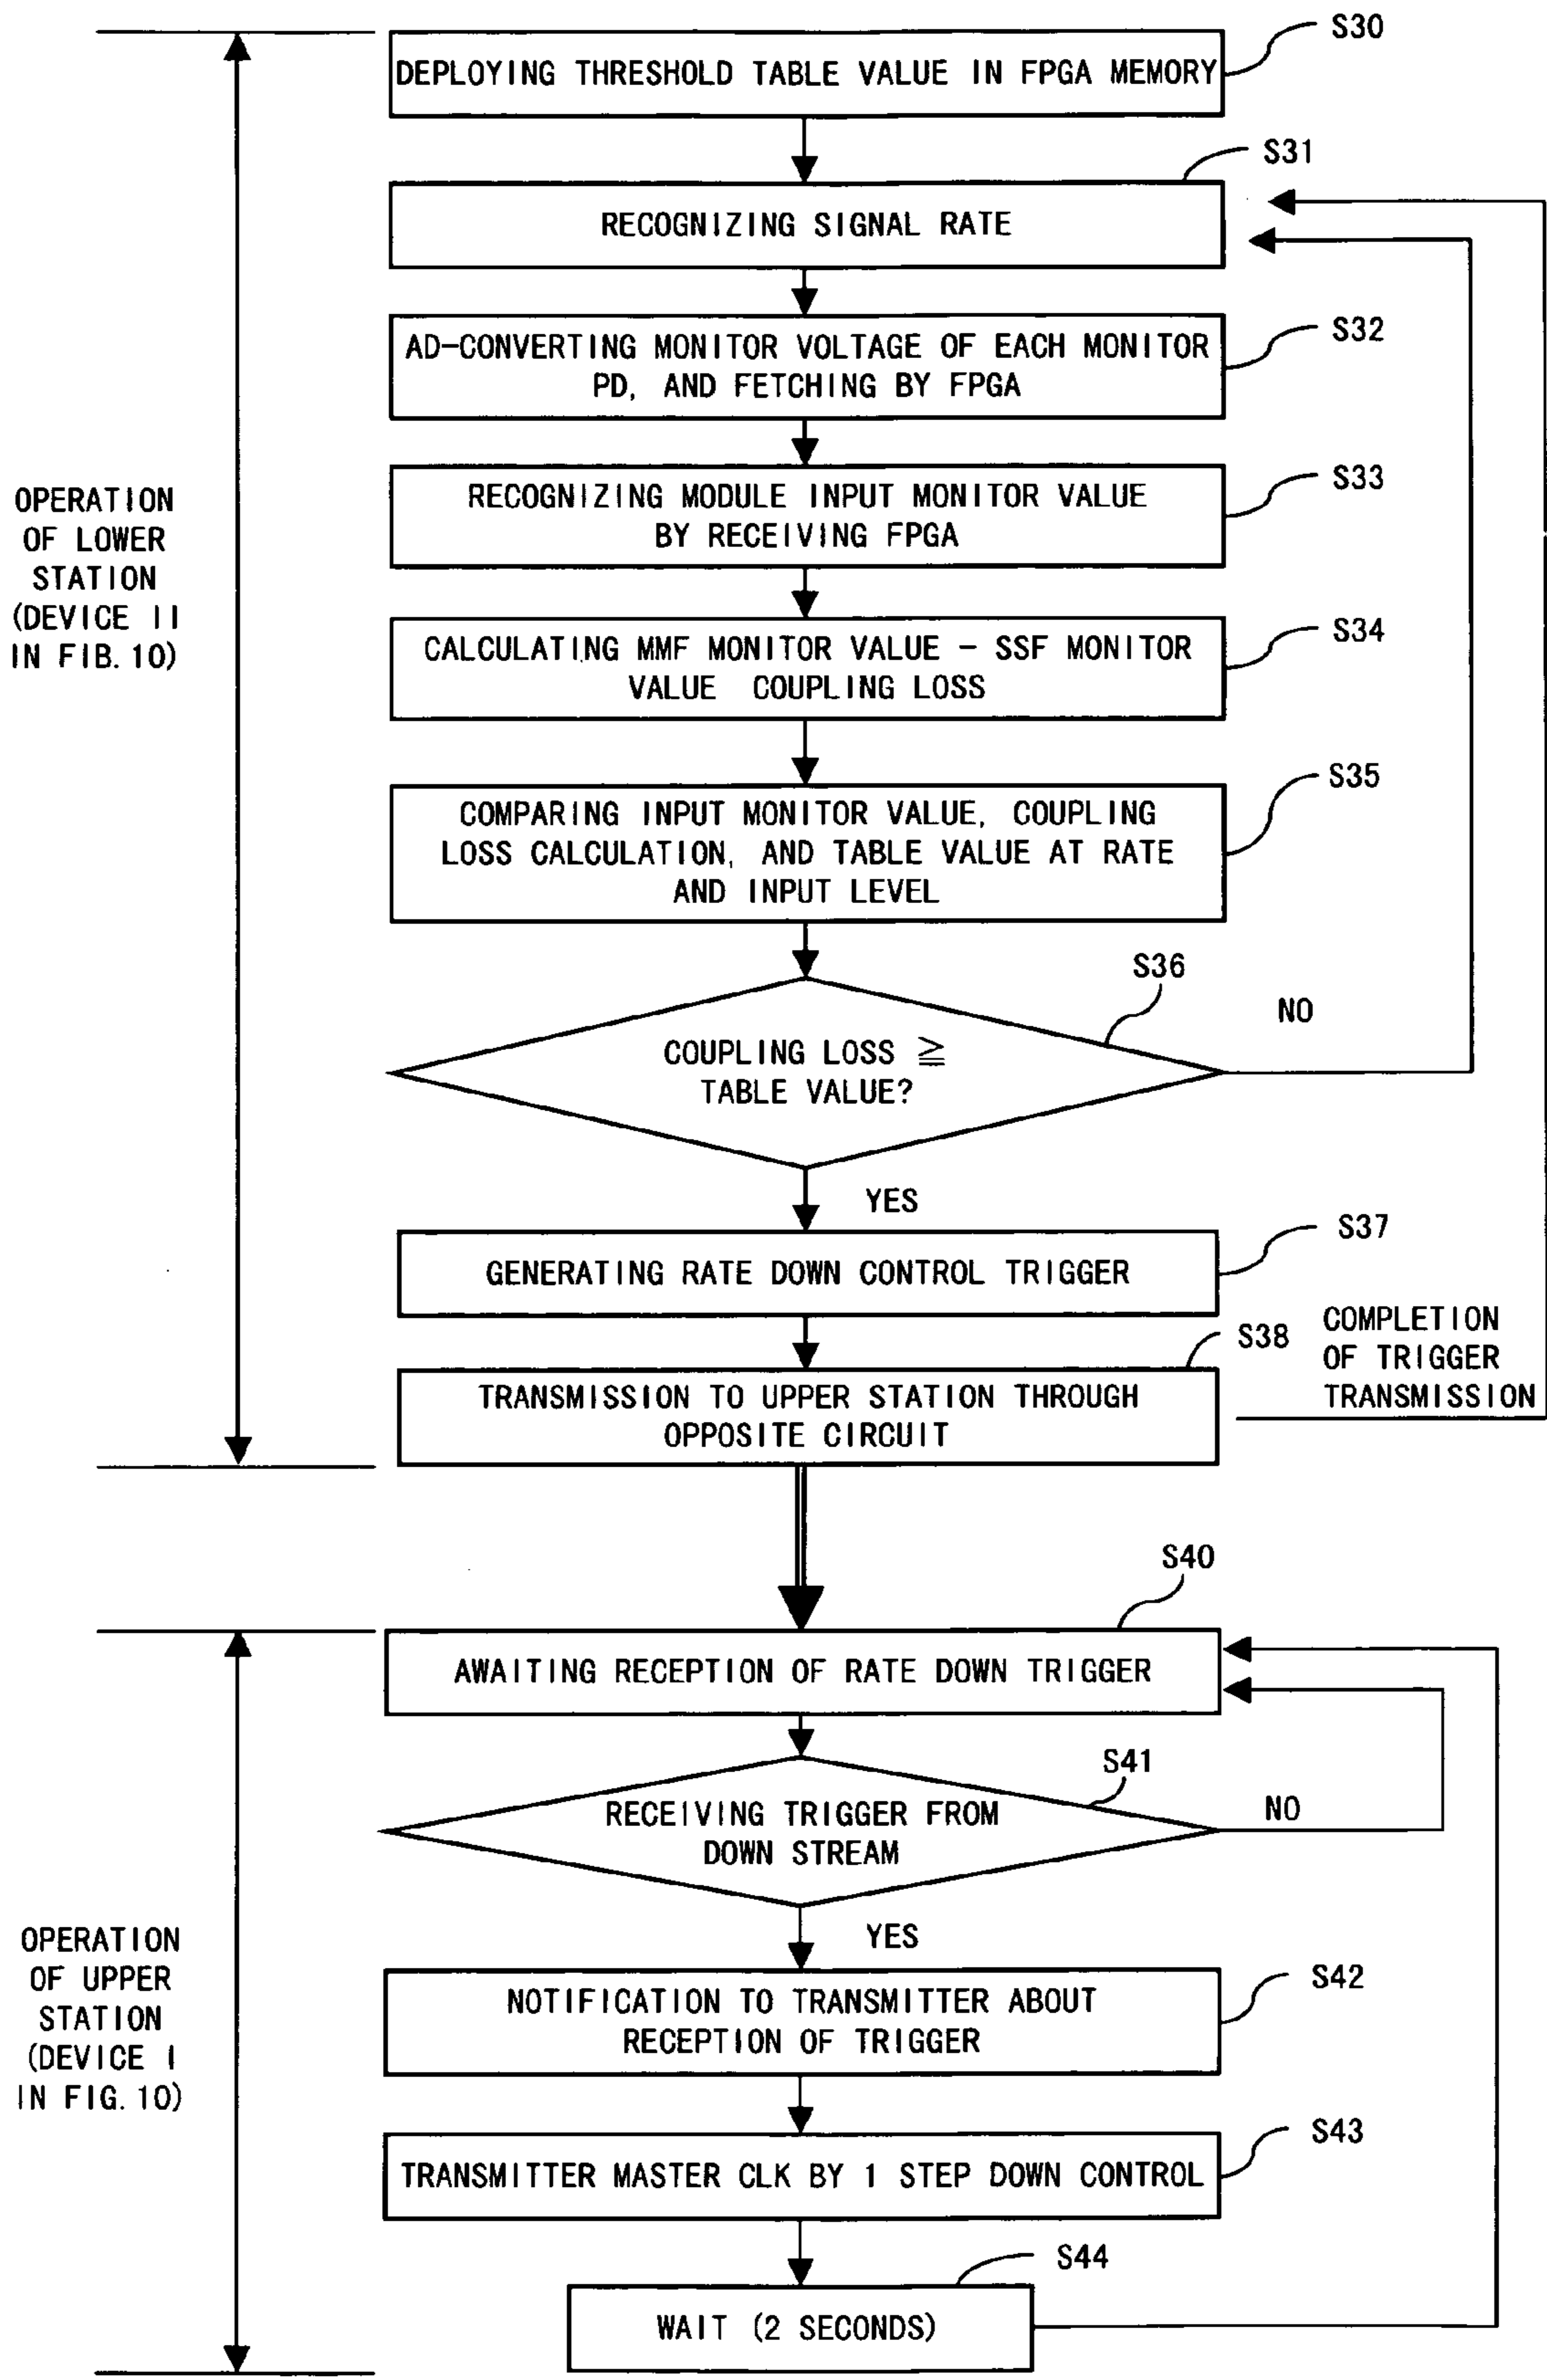 S30
DEPLOYING THRESHOLD TABLE VALUE IN FPGA MEMORY
S31
RECOGNIZING SIGNAL RATE
S32
AD-CONVERTING MONITOR VOLTAGE OF EACH MONITOR
PD, AND FETCHING BY FPGA
S33
RECOGNIZING MODULE INPUT MONITOR VALUE
BY RECEIVING FPGA
OPERATION
OF LOWER
STATION
(DEVICE II
IN FIB. 10)
S34
CALCULATING MMF MONITOR VALUE - SSF MONITOR
VALUE COUPLING LOSS
S35
COMPARING INPUT MONITOR VALUE, COUPLING
LOSS CALCULATION, AND TABLE VALUE AT RATE
AND INPUT LEVEL
S36
NO
COUPLING LOSS ≧
TABLE VALUE?
YES
S37
GENERATING RATE DOWN CONTROL TRIGGER
S38
COMPLETION
OF TRIGGER
TRANSMISSION
TRANSMISSION TO UPPER STATION THROUGH
OPPOSITE CIRCUIT
S40
AWAITING RECEPTION OF RATE DOWN TRIGGER
S41
RECEIVING TRIGGER FROM
DOWN STREAM
NO
YES
OPERATION
OF UPPER
STATION
(DEVICE I
IN FIG. 10)
S42
NOTIFICATION TO TRANSMITTER ABOUT
RECEPTION OF TRIGGER
S43
TRANSMITTER MASTER CLK BY 1 STEP DOWN CONTROL
S44
WAIT (2 SECONDS)